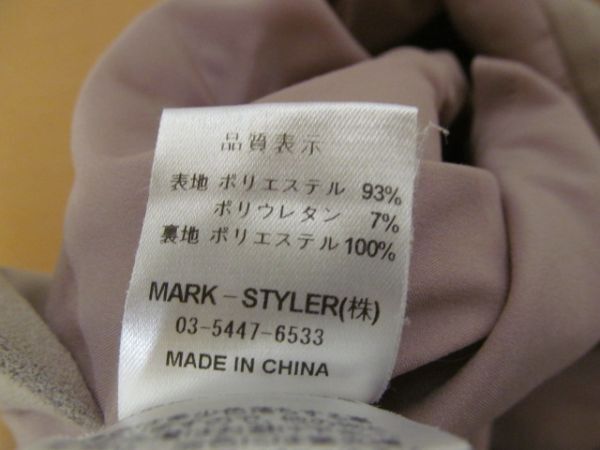 品質表示
表地 ポリエステル 93%
ポリウレタン 7%
裏地 ポリエステル 100%
MARK-STYLER(株)
03-5447-6533
MADE IN CHINA